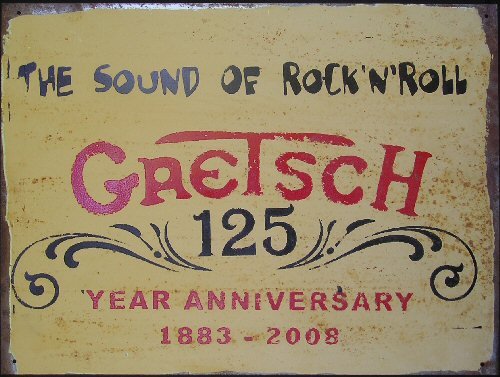 THE SOUND OF ROCK'N'ROLL
GRETSCH
125
YEAR ANNIVERSARY
1883 - 2008